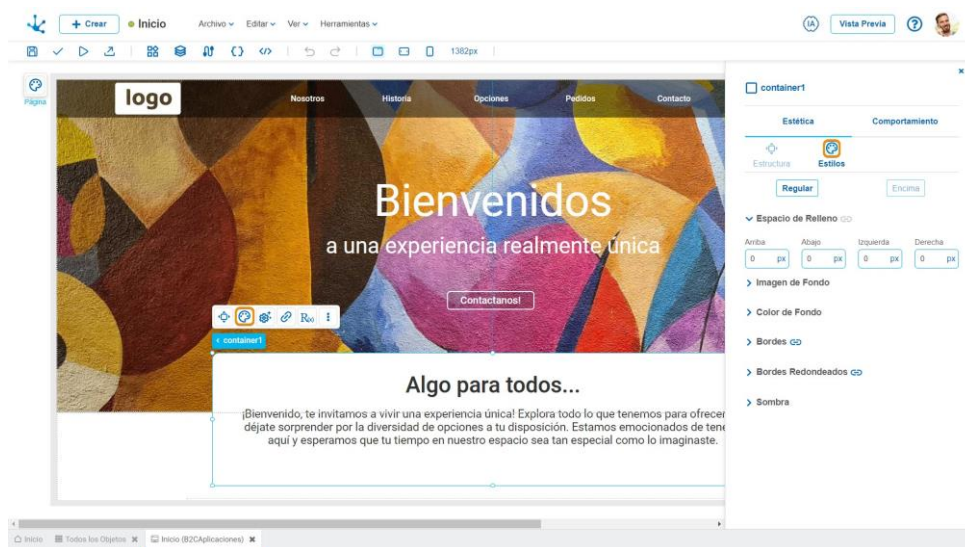 + Crear
Inicio
Archivo
Editar
Ver
Herramientas
(IA)
Vista Previa
?
1382px
Página
logo
Nosotros
Historia
Opciones
Pedidos
Contacto
Bienvenidos
a una experiencia realmente única
Contactanos!
R(x)
container1
Algo para todos...
¡Bienvenido, te invitamos a vivir una experiencia única! Explora todo lo que tenemos para ofrecer
déjate sorprender por la diversidad de opciones a tu disposición. Estamos emocionados de tene
aquí y esperamos que tu tiempo en nuestro espacio sea tan especial como lo imaginaste.
container1
Estética
Comportamiento
Estructura
Estilos
Regular
Encima
Espacio de Relleno
Arriba
Abajo
Izquierda
Derecha
0 px
0 px
0 px
0 px
Imagen de Fondo
Color de Fondo
Bordes
Bordes Redondeados
Sombra
Inicio
Todos los Objetos
Inicio (B2CAplicaciones)